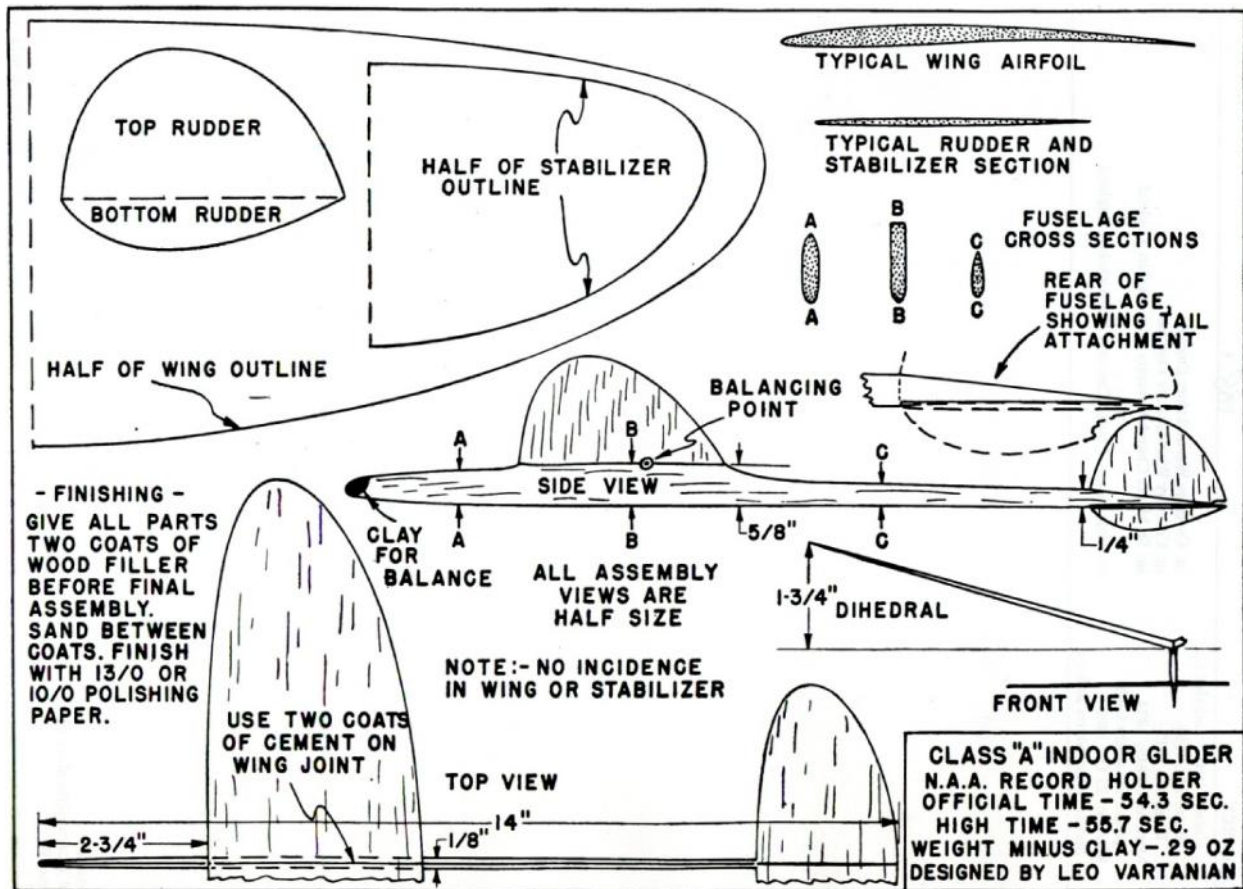 TOP RUDDER
BOTTOM RUDDER
HALF OF STABILIZER
OUTLINE
HALF OF WING OUTLINE
TYPICAL WING AIRFOIL
TYPICAL RUDDER AND
STABILIZER SECTION
A
B
C
A
B
C
FUSELAGE
CROSS SECTIONS
REAR OF
FUSELAGE,
SHOWING TAIL
ATTACHMENT
BALANCING
POINT
A
B
C
SIDE VIEW
A
B
C
5/8"
1/4"
CLAY
FOR
BALANCE
- FINISHING -
GIVE ALL PARTS
TWO COATS OF
WOOD FILLER
BEFORE FINAL
ASSEMBLY.
SAND BETWEEN
COATS. FINISH
WITH 13/0 OR
10/0 POLISHING
PAPER.
ALL ASSEMBLY
VIEWS ARE
HALF SIZE
NOTE:- NO INCIDENCE
IN WING OR STABILIZER
1-3/4" DIHEDRAL
FRONT VIEW
USE TWO COATS
OF CEMENT ON
WING JOINT
TOP VIEW
14"
2-3/4"
1/8"
CLASS "A" INDOOR GLIDER
N.A.A. RECORD HOLDER
OFFICIAL TIME - 54.3 SEC.
HIGH TIME - 55.7 SEC.
WEIGHT MINUS CLAY-.29 OZ
DESIGNED BY LEO VARTANIAN